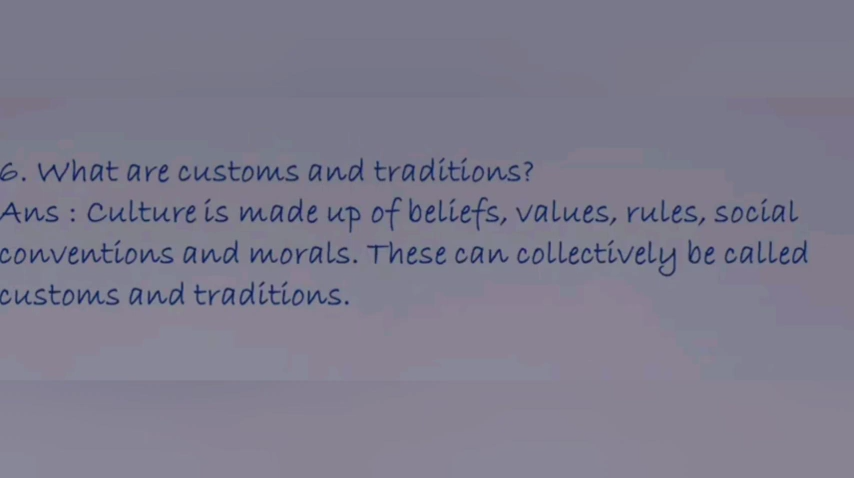 6. What are customs and traditions?
Ans : Culture is made up of beliefs, values, rules, social
conventions and morals. These can collectively be called
customs and traditions.